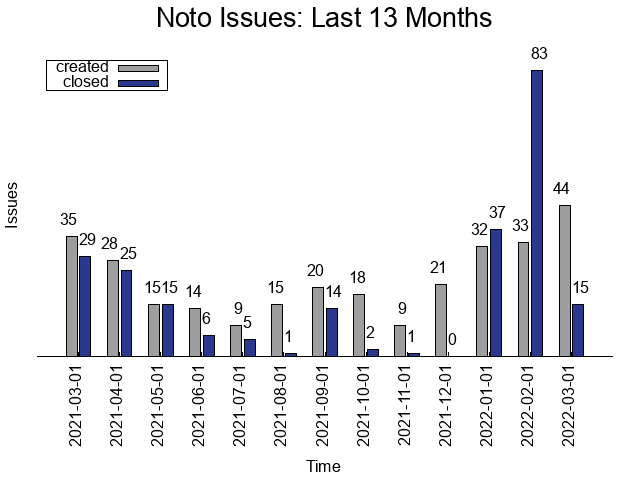 Noto Issues: Last 13 Months
created
closed
Issues
35 29 28 25 15 15 14 6 9 5 15 1 20 14 18 2 9 1 21 0 32 37 33 83 44 15
2021-03-01
2021-04-01
2021-05-01
2021-06-01
2021-07-01
2021-08-01
2021-09-01
2021-10-01
2021-11-01
2021-12-01
2022-01-01
2022-02-01
2022-03-01
Time